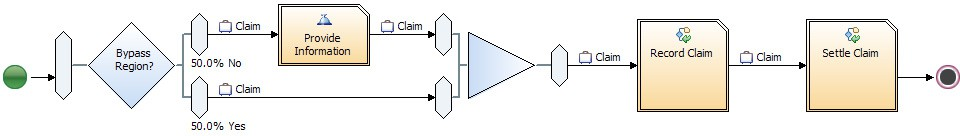 Bypass
Region?
Claim
50.0% No
Provide
Information
Claim
Claim
50.0% Yes
Claim
Record Claim
Claim
Settle Claim